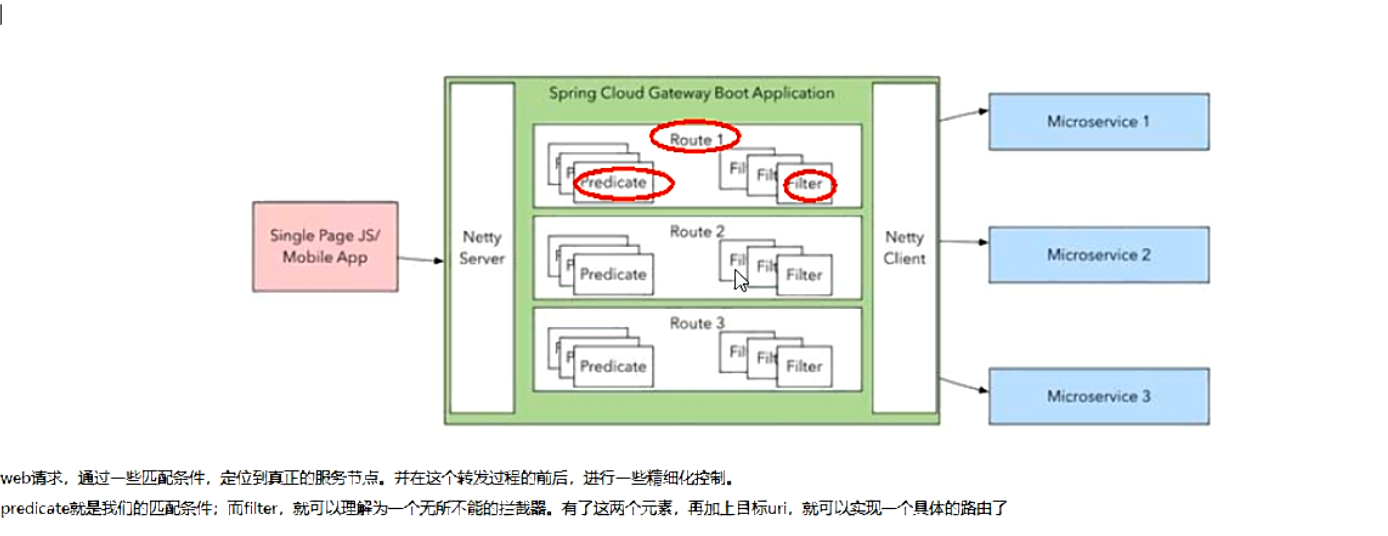 Spring Cloud Gateway Boot Application
Route 1
Predicate
Fil
Filt
Filter
Microservice 1
Single Page JS/
Mobile App
Netty
Server
Route 2
Predicate
Fil
Filt
Filter
Netty
Client
Microservice 2
Route 3
Predicate
Fil
Filt
Filter
Microservice 3
web请求，通过一些匹配条件，定位到真正的服务节点。并在这个转发过程的前后，进行一些精细化控制。
predicate就是我们的匹配条件；而filter，就可以理解为一个无所不能的拦截器。有了这两个元素，再加上目标uri，就可以实现一个具体的路由了